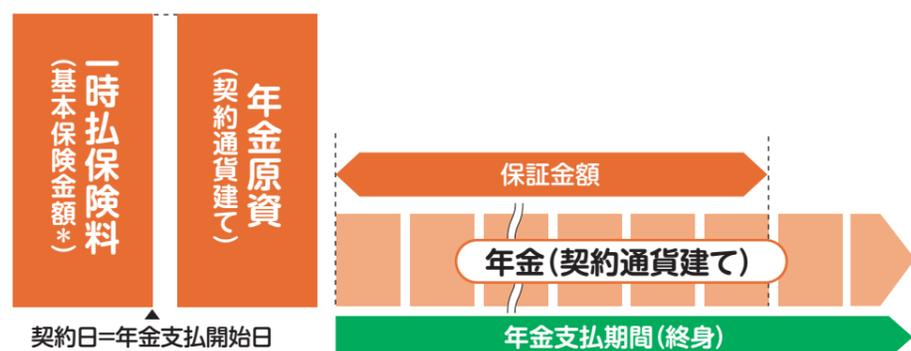 一時払保険料
(基本保険金額*)
年金原資
(契約通貨建て)
保証金額
年金(契約通貨建て)
契約日=年金支払開始日
年金支払期間(終身)